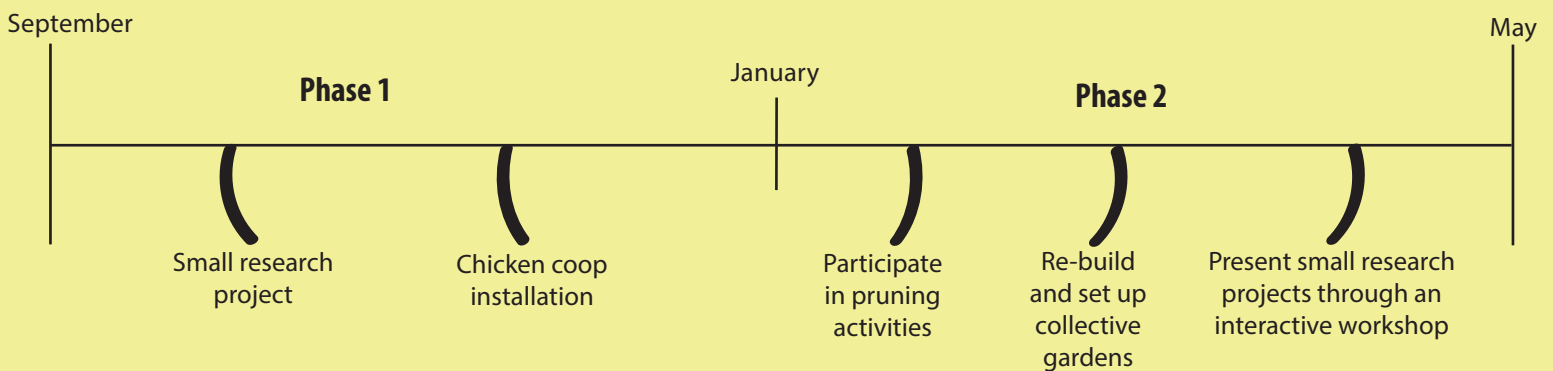 September
May
January
Phase 1
Phase 2
Small research
project
Chicken coop
installation
Participate
in pruning
activities
Re-build
and set up
collective
gardens
Present small research
projects through an
interactive workshop